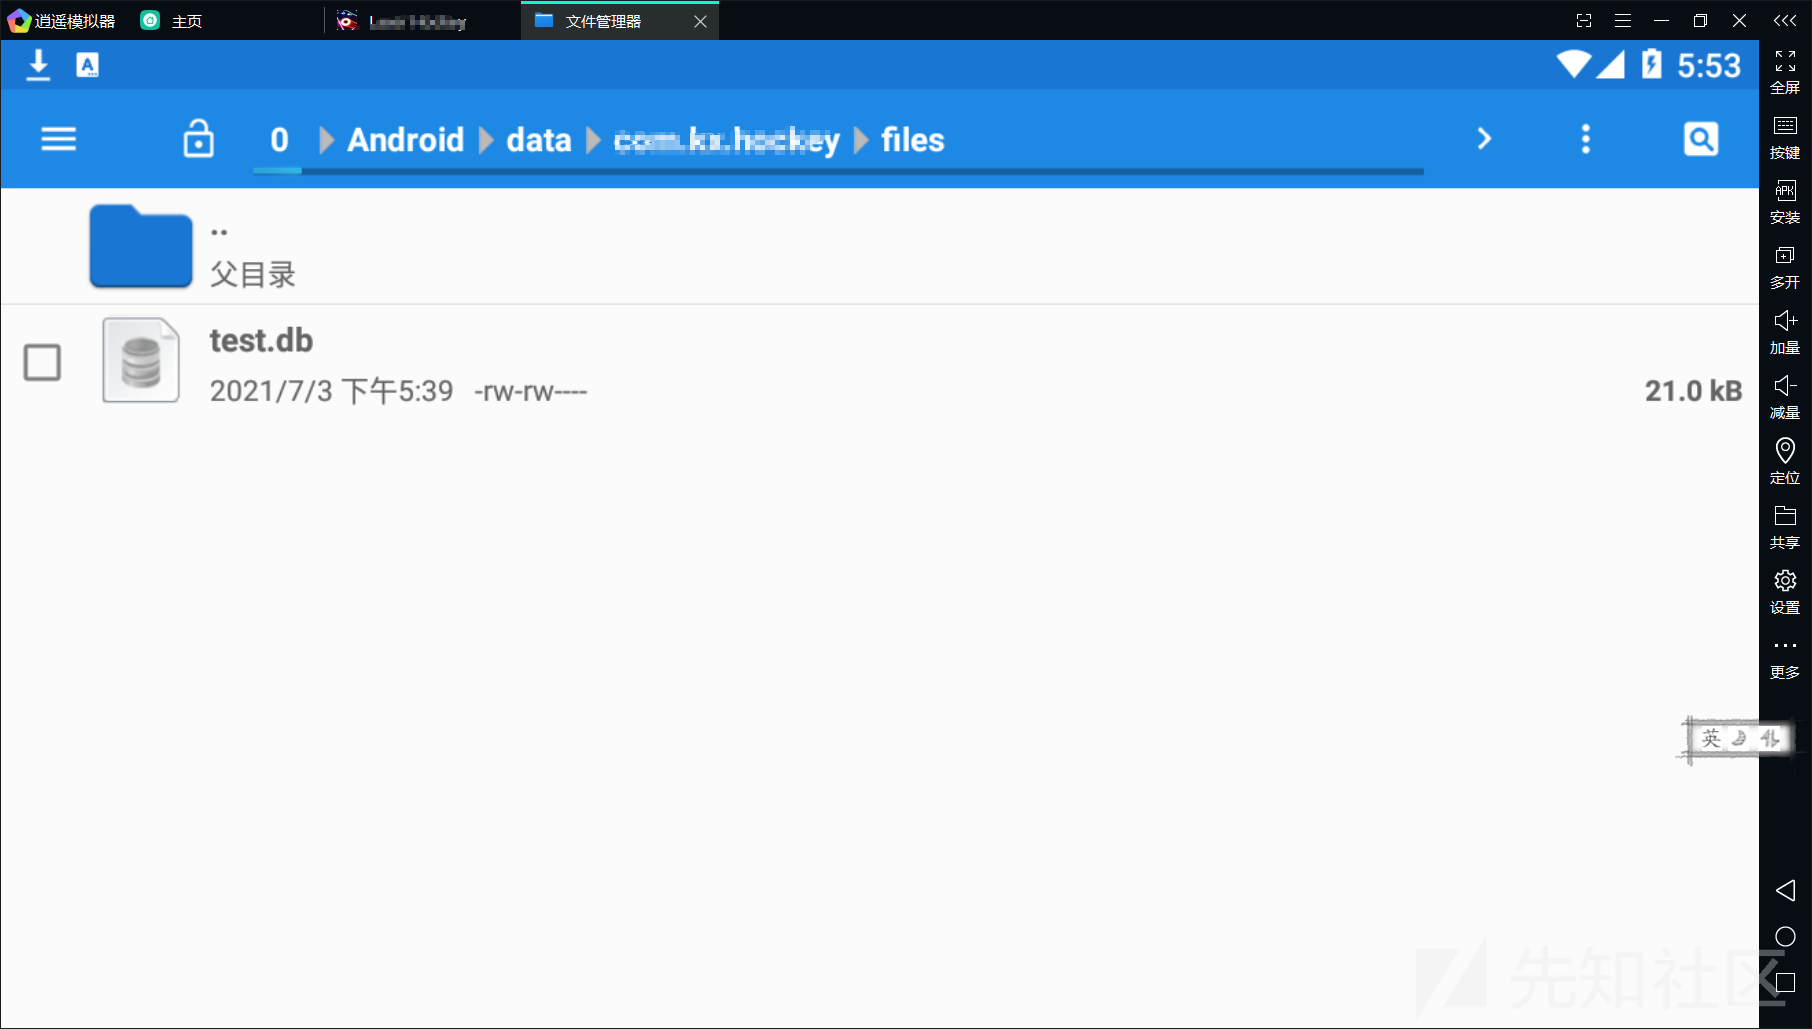 逍遥模拟器
主页
文件管理器
5:53
0
Android
data
files
..
父目录
test.db
2021/7/3 下午5:39
-rw-rw----
21.0 kB
全屏
按键
APK
安装
多开
加量
减量
定位
共享
设置
更多
英
先知社区